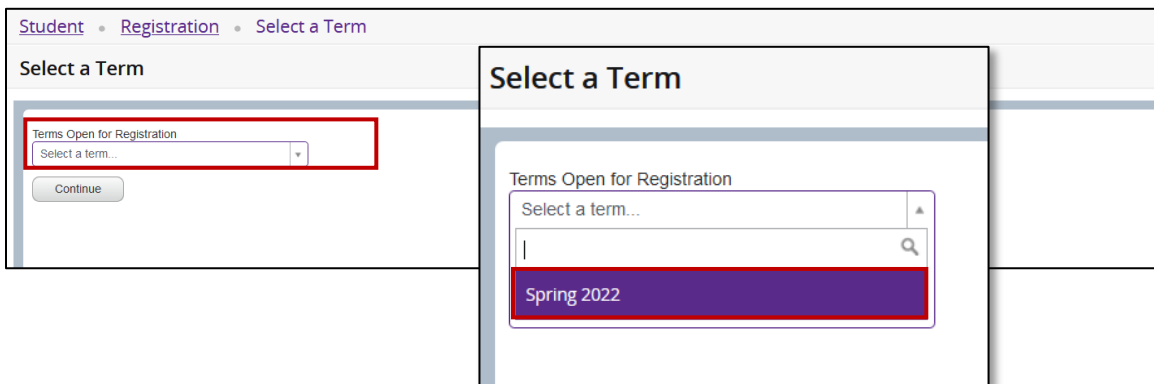 Student • Registration • Select a Term
Select a Term
Terms Open for Registration
Select a term...
Continue
Select a Term
Terms Open for Registration
Select a term...
Spring 2022